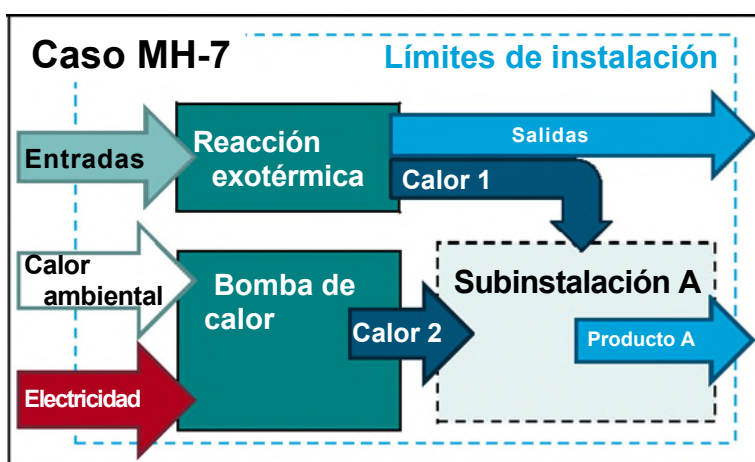 Caso MH-7
Límites de instalación
Entradas
Reacción
exotérmica
Salidas
Calor 1
Calor
ambiental
Bomba de
calor
Calor 2
Subinstalación A
Producto A
Electricidad